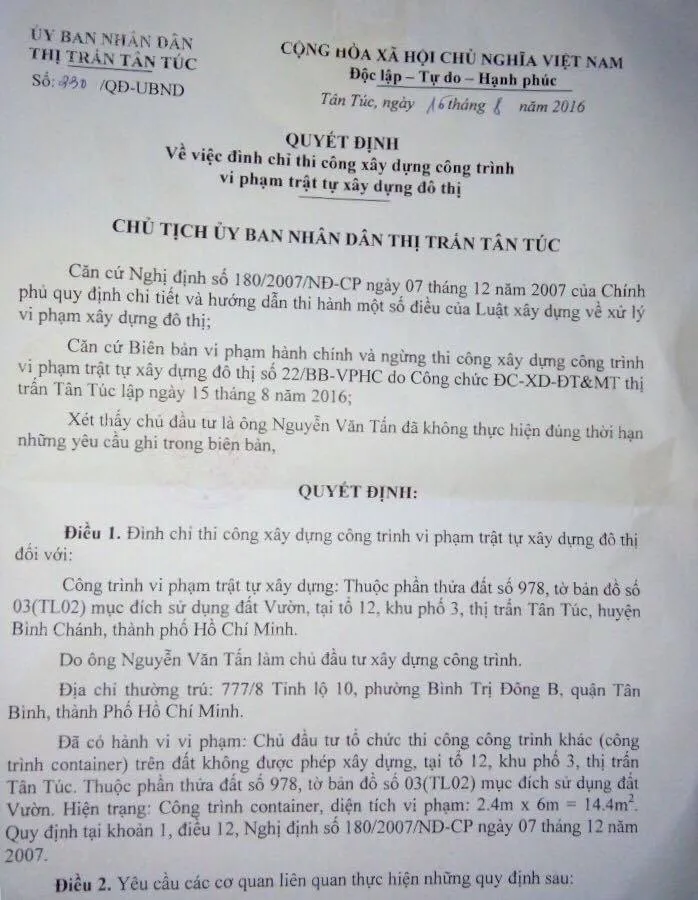 ỦY BAN NHÂN DÂN
THỊ TRẤN TÂN TÚC
Số: 230 /QĐ-UBND
CỘNG HÒA XÃ HỘI CHỦ NGHĨA VIỆT NAM
Độc lập – Tự do – Hạnh phúc
Tân Túc, ngày 16 tháng 8 năm 2016
QUYẾT ĐỊNH
Về việc đình chỉ thi công xây dựng công trình
vi phạm trật tự xây dựng đô thị
CHỦ TỊCH ỦY BAN NHÂN DÂN THỊ TRẤN TÂN TÚC
Căn cứ Nghị định số 180/2007/NĐ-CP ngày 07 tháng 12 năm 2007 của Chính
phủ quy định chi tiết và hướng dẫn thi hành một số điều của Luật xây dựng về xử lý
vi phạm xây dựng đô thị;
Căn cứ Biên bản vi phạm hành chính và ngừng thi công xây dựng công trình
vi phạm trật tự xây dựng đô thị số 22/BB-VPHC do Công chức ĐC-XD-ĐT&MT thị
trấn Tân Túc lập ngày 15 tháng 8 năm 2016;
Xét thấy chủ đầu tư là ông Nguyễn Văn Tấn đã không thực hiện đúng thời hạn
những yêu cầu ghi trong biên bản,
QUYẾT ĐỊNH:
Điều 1. Đình chỉ thi công xây dựng công trình vi phạm trật tự xây dựng đô thị
đối với:
Công trình vi phạm trật tự xây dựng: Thuộc phần thửa đất số 978, tờ bản đồ số
03(TL02) mục đích sử dụng đất Vườn, tại tổ 12, khu phố 3, thị trấn Tân Túc, huyện
Bình Chánh, thành phố Hồ Chí Minh.
Do ông Nguyễn Văn Tấn làm chủ đầu tư xây dựng công trình.
Địa chỉ thường trú: 777/8 Tỉnh lộ 10, phường Bình Trị Đông B, quận Tân
Bình, thành Phố Hồ Chí Minh.
Đã có hành vi vi phạm: Chủ đầu tư tổ chức thi công công trình khác (công
trình container) trên đất không được phép xây dựng, tại tổ 12, khu phố 3, thị trấn
Tân Túc. Thuộc phần thửa đất số 978, tờ bản đồ số 03(TL02) mục đích sử dụng đất
Vườn. Hiện trạng: Công trình container, diện tích vi phạm: 2.4m x 6m = 14.4m².
Quy định tại khoản 1, điều 12, Nghị định số 180/2007/NĐ-CP ngày 07 tháng 12 năm
2007.
Điều 2. Yêu cầu các cơ quan liên quan thực hiện những quy định sau: